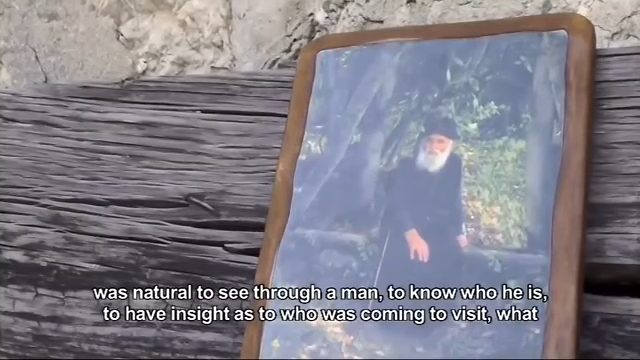 was natural to see through a man, to know who he is,
to have insight as to who was coming to visit, what